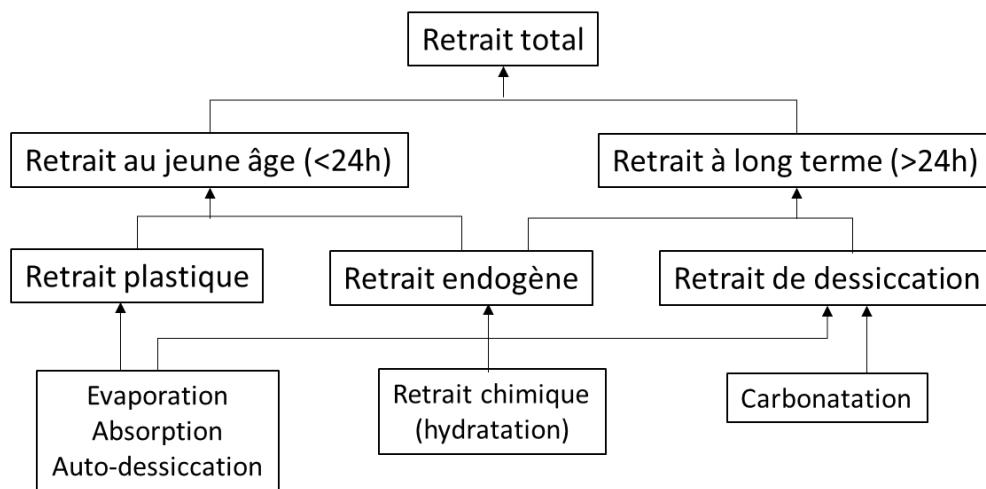 Retrait total
Retrait au jeune âge (<24h)
Retrait à long terme (>24h)
Retrait plastique
Retrait endogène
Retrait de dessiccation
Evaporation
Absorption
Auto-dessiccation
Retrait chimique
(hydratation)
Carbonatation